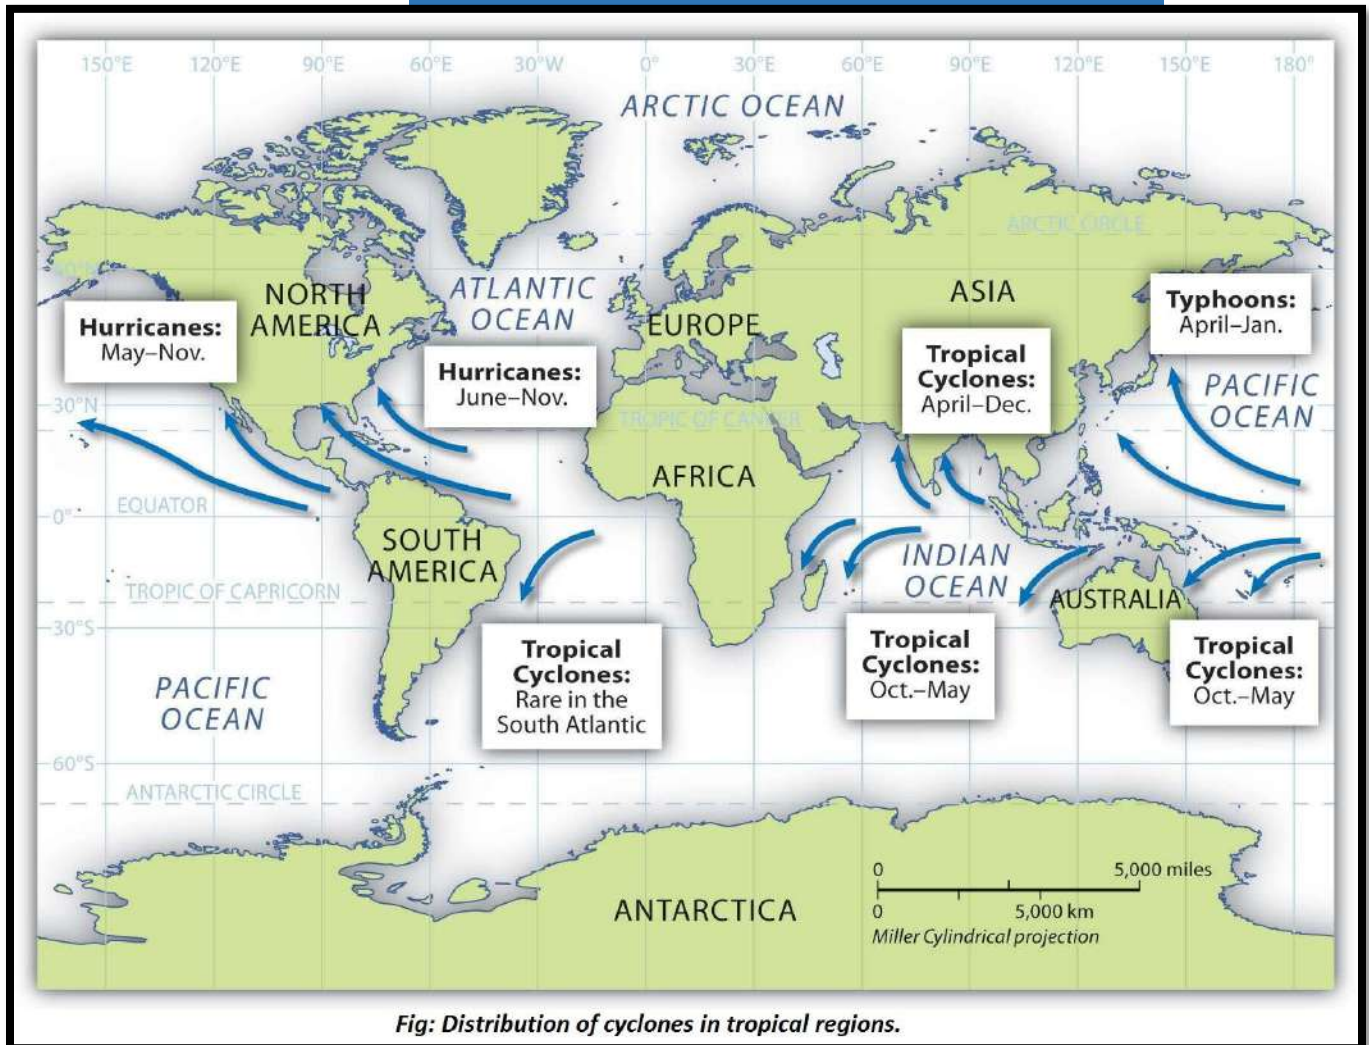 150°E 120°E 90°E 60°E 30°W 0° 30°E 60°E 90°E 120°E 150°E 180°
ARCTIC OCEAN
ARCTIC CIRCLE
60°N
NORTH
AMERICA
ATLANTIC
OCEAN
EUROPE
ASIA
Hurricanes:
May–Nov.
Hurricanes:
June–Nov.
Tropical
Cyclones:
April–Dec.
Typhoons:
April–Jan.
PACIFIC
OCEAN
30°N
TROPIC OF CANCER
AFRICA
EQUATOR
0°
SOUTH
AMERICA
INDIAN
OCEAN
TROPIC OF CAPRICORN
AUSTRALIA
30°S
Tropical
Cyclones:
Rare in the
South Atlantic
Tropical
Cyclones:
Oct.–May
Tropical
Cyclones:
Oct.–May
PACIFIC
OCEAN
60°S
ANTARCTIC CIRCLE
ANTARCTICA
0 5,000 miles
0 5,000 km
Miller Cylindrical projection
Fig: Distribution of cyclones in tropical regions.